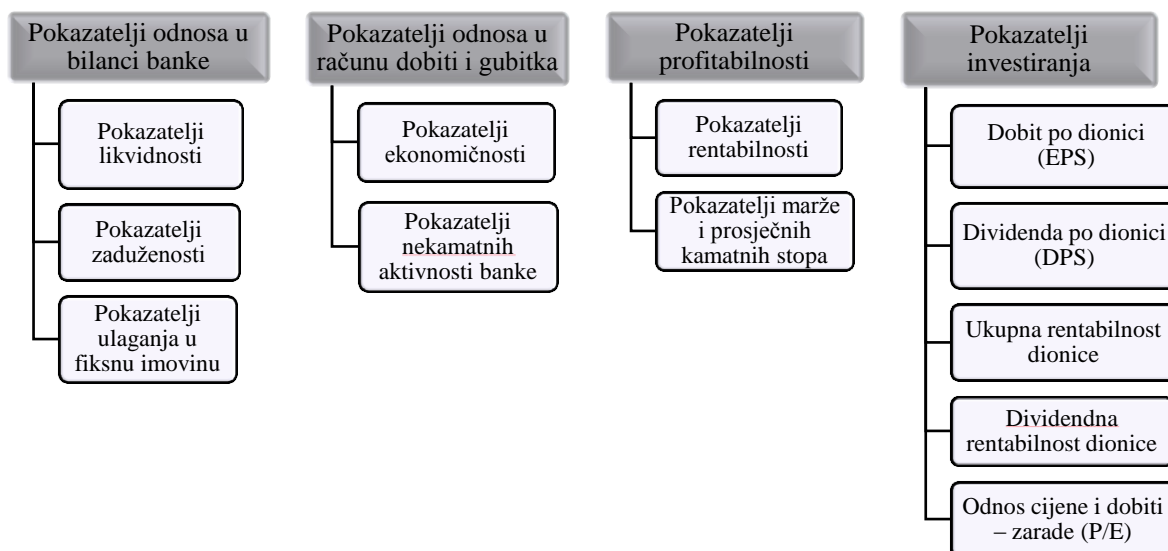 Pokazatelji odnosa u
bilanci banke
Pokazatelji
likvidnosti
Pokazatelji
zaduženosti
Pokazatelji
ulaganja u
fiksnu imovinu
Pokazatelji odnosa u
računu dobiti i gubitka
Pokazatelji
ekonomičnosti
Pokazatelji
nekamatnih
aktivnosti banke
Pokazatelji
profitabilnosti
Pokazatelji
rentabilnosti
Pokazatelji marže
i prosječnih
kamatnih stopa
Pokazatelji
investiranja
Dobit po dionici
(EPS)
Dividenda po dionici
(DPS)
Ukupna rentabilnost
dionice
Dividendna
rentabilnost dionice
Odnos cijene i dobiti
– zarade (P/E)